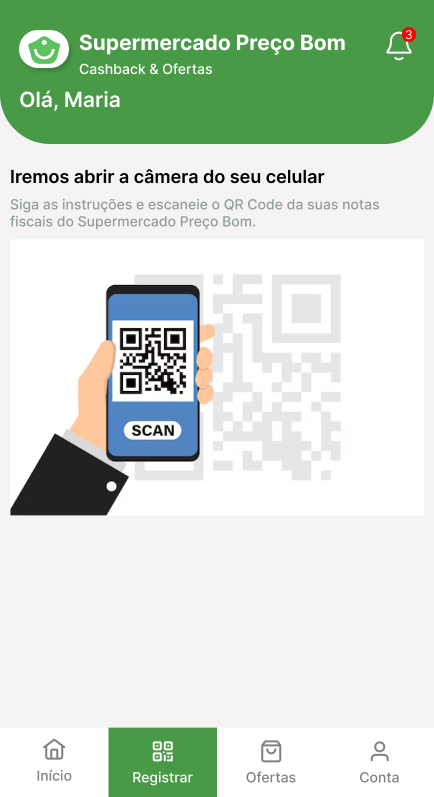 Supermercado Preço Bom
3
Cashback & Ofertas
Olá, Maria
Iremos abrir a câmera do seu celular
Siga as instruções e escaneie o QR Code da suas notas
fiscais do Supermercado Preço Bom.
SCAN
Início
Registrar
Ofertas
Conta